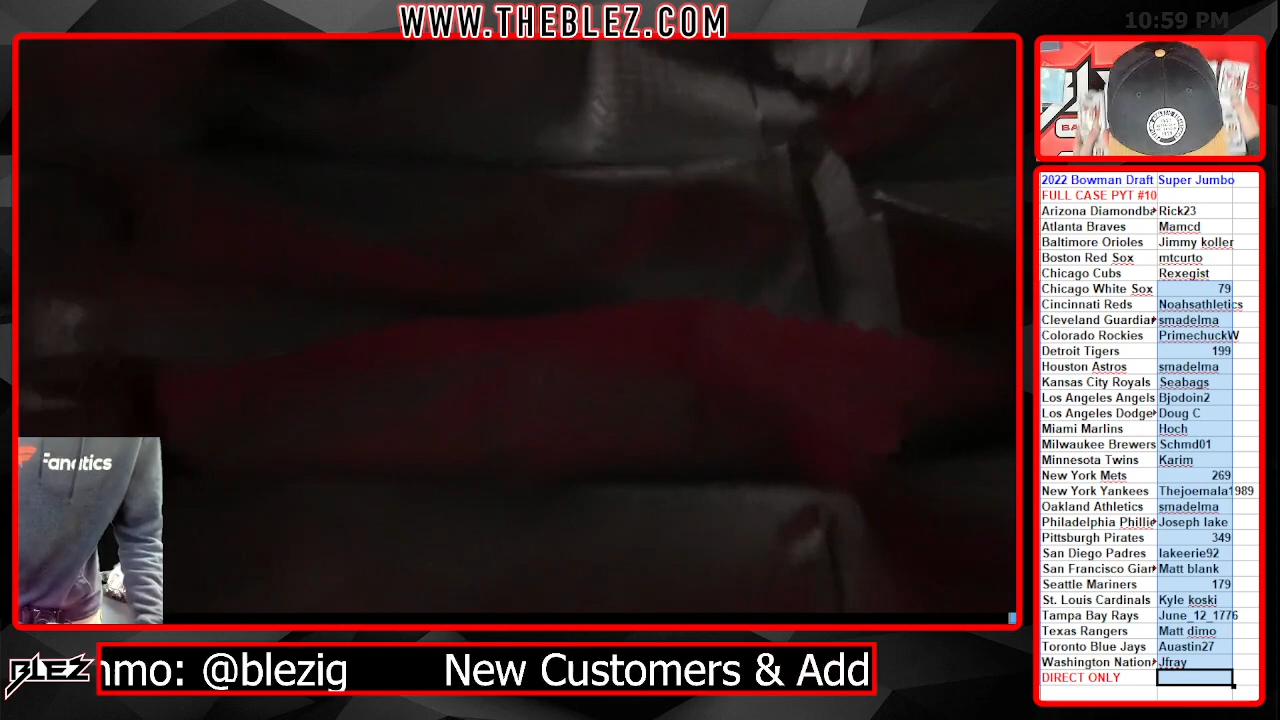 WWW.THEBLEZ.COM
10:59 PM
2022 Bowman Draft Super Jumbo
FULL CASE PYT #10
Arizona Diamondba Rick23
Atlanta Braves Mamcd
Baltimore Orioles Jimmy koller
Boston Red Sox mtcurto
Chicago Cubs Rexegist
Chicago White Sox 79
Cincinnati Reds Noahsathletics
Cleveland Guardian smadelma
Colorado Rockies PrimechuckW
Detroit Tigers 199
Houston Astros smadelma
Kansas City Royals Seabags
Los Angeles Angels Bjodoin2
Los Angeles Dodge Doug C
Miami Marlins Hoch
Milwaukee Brewers Schmd01
Minnesota Twins Karim
New York Mets 269
New York Yankees Thejoemala1989
Oakland Athletics smadelma
Philadelphia Phillie Joseph lake
Pittsburgh Pirates 349
San Diego Padres lakeerie92
San Francisco Gian Matt blank
Seattle Mariners 179
St. Louis Cardinals Kyle koski
Tampa Bay Rays June_12_1776
Texas Rangers Matt dimo
Toronto Blue Jays Auastin27
Washington Nation Jfray
DIRECT ONLY
Fanatics
BLEZ
nmo: @blezig New Customers & Add